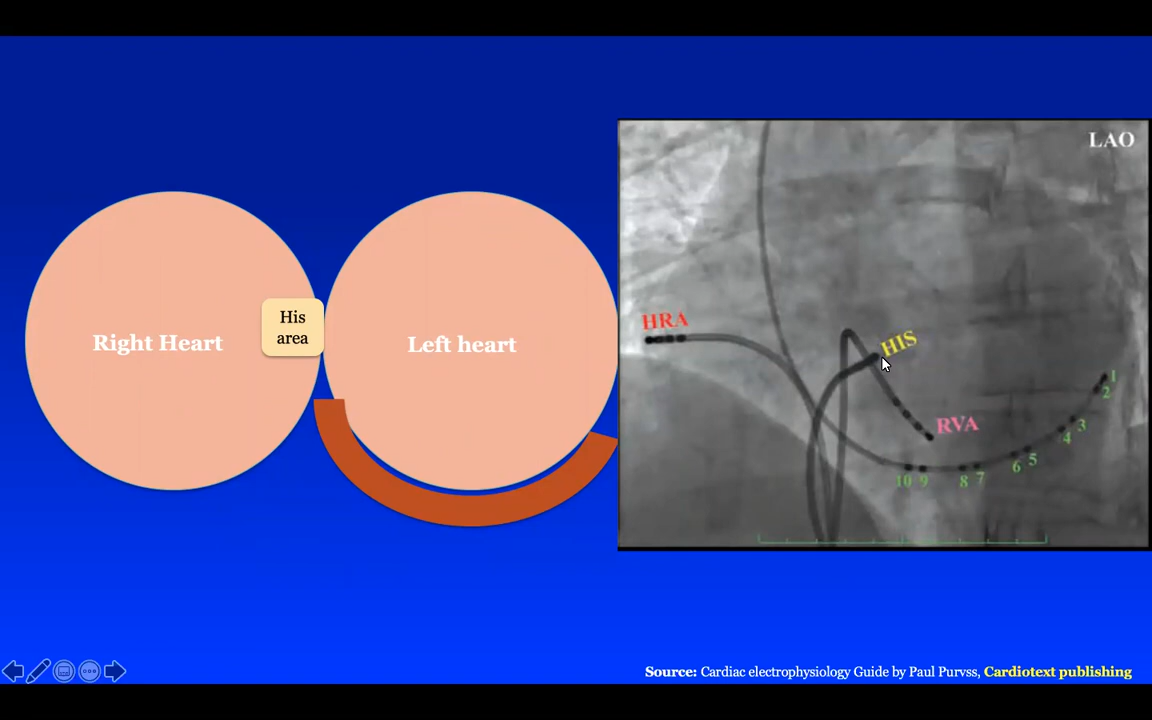 LAO
HRA
His
area
Right Heart
Left heart
HIS
RVA
1
2
3
4
5
6
7
8
9
10
Source: Cardiac electrophysiology Guide by Paul Purvss, Cardiotext publishing